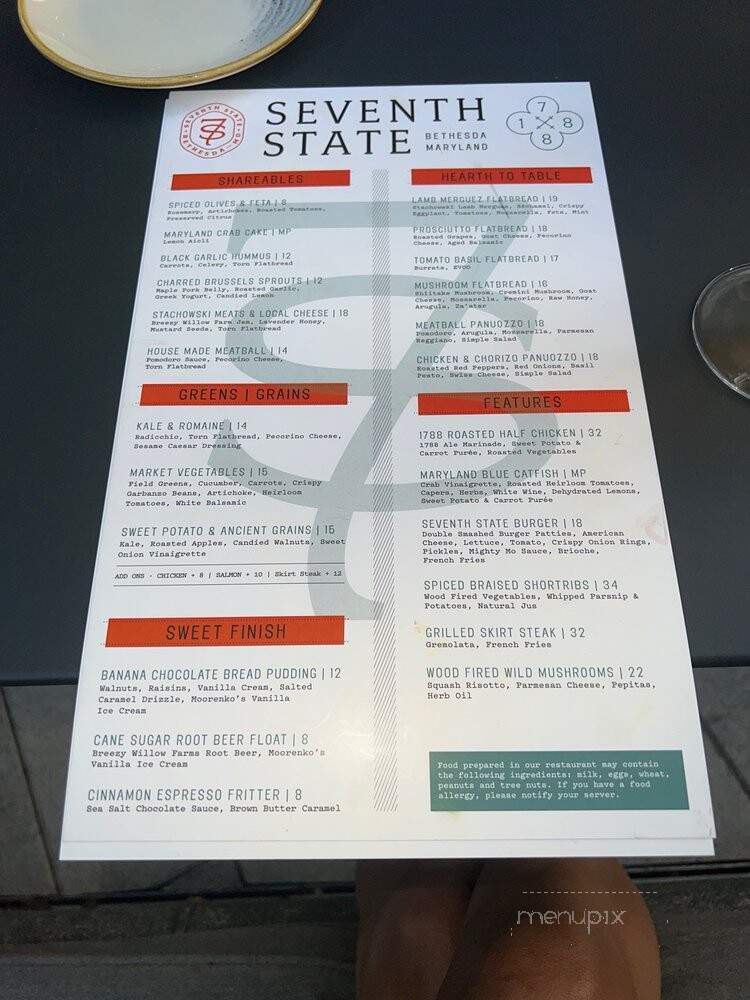 SEVENTH STATE
BETHESDA MD
7S
SEVENTH
STATE
BETHESDA
MARYLAND
7
1 8
8
SHAREABLES
SPICED OLIVES & FETA | 8
Rosemary, Artichokes, Roasted Tomatoes,
Preserved Citrus
MARYLAND CRAB CAKE | MP
Lemon Aioli
BLACK GARLIC HUMMUS | 12
Carrots, Celery, Torn Flatbread
CHARRED BRUSSELS SPROUTS | 12
Maple Pork Belly, Roasted Garlic,
Greek Yogurt, Candied Lemon
STACHOWSKI MEATS & LOCAL CHEESE | 18
Breezy Willow Farm Jam, Lavender Honey,
Mustard Seeds, Torn Flatbread
HOUSE MADE MEATBALL | 14
Pomodoro Sauce, Pecorino Cheese,
Torn Flatbread
GREENS | GRAINS
KALE & ROMAINE | 14
Radicchio, Torn Flatbread, Pecorino Cheese,
Sesame Caesar Dressing
MARKET VEGETABLES | 15
Field Greens, Cucumber, Carrots, Crispy
Garbanzo Beans, Artichoke, Heirloom
Tomatoes, White Balsamic
SWEET POTATO & ANCIENT GRAINS | 15
Kale, Roasted Apples, Candied Walnuts, Sweet
Onion Vinaigrette
ADD ONS - CHICKEN + 8 | SALMON + 10 | Skirt Steak + 12
SWEET FINISH
BANANA CHOCOLATE BREAD PUDDING | 12
Walnuts, Raisins, Vanilla Cream, Salted
Caramel Drizzle, Moorenko's Vanilla
Ice Cream
CANE SUGAR ROOT BEER FLOAT | 8
Breezy Willow Farms Root Beer, Moorenko's
Vanilla Ice Cream
CINNAMON ESPRESSO FRITTER | 8
Sea Salt Chocolate Sauce, Brown Butter Caramel
HEARTH TO TABLE
LAMB MERGUEZ FLATBREAD | 19
Stachowski Lamb Merguez, Béchamel, Crispy
Eggplant, Tomatoes, Mozzarella, Feta, Mint
PROSCIUTTO FLATBREAD | 18
Roasted Grapes, Goat Cheese, Pecorino
Cheese, Aged Balsamic
TOMATO BASIL FLATBREAD | 17
Burrata, EVOO
MUSHROOM FLATBREAD | 16
Shiitake Mushroom, Cremini Mushroom, Goat
Cheese, Mozzarella, Pecorino, Raw Honey,
Arugula, Za'atar
MEATBALL PANUOZZO | 18
Pomodoro, Arugula, Mozzarella, Parmesan
Reggiano, Simple Salad
CHICKEN & CHORIZO PANUOZZO | 18
Roasted Red Peppers, Red Onions, Basil
Pesto, Swiss Cheese, Simple Salad
FEATURES
1788 ROASTED HALF CHICKEN | 32
1788 Ale Marinade, Sweet Potato &
Carrot Purée, Roasted Vegetables
MARYLAND BLUE CATFISH | MP
Crab Vinaigrette, Roasted Heirloom Tomatoes,
Capers, Herbs, White Wine, Dehydrated Lemons,
Sweet Potato & Carrot Purée
SEVENTH STATE BURGER | 18
Double Smashed Burger Patties, American
Cheese, Lettuce, Tomato, Crispy Onion Rings,
Pickles, Mighty Mo Sauce, Brioche,
French Fries
SPICED BRAISED SHORTRIBS | 34
Wood Fired Vegetables, Whipped Parsnip &
Potatoes, Natural Jus
GRILLED SKIRT STEAK | 32
Gremolata, French Fries
WOOD FIRED WILD MUSHROOMS | 22
Squash Risotto, Parmesan Cheese, Pepitas,
Herb Oil
Food prepared in our restaurant may contain
the following ingredients: milk, eggs, wheat,
peanuts and tree nuts. If you have a food
allergy, please notify your server.
menupix